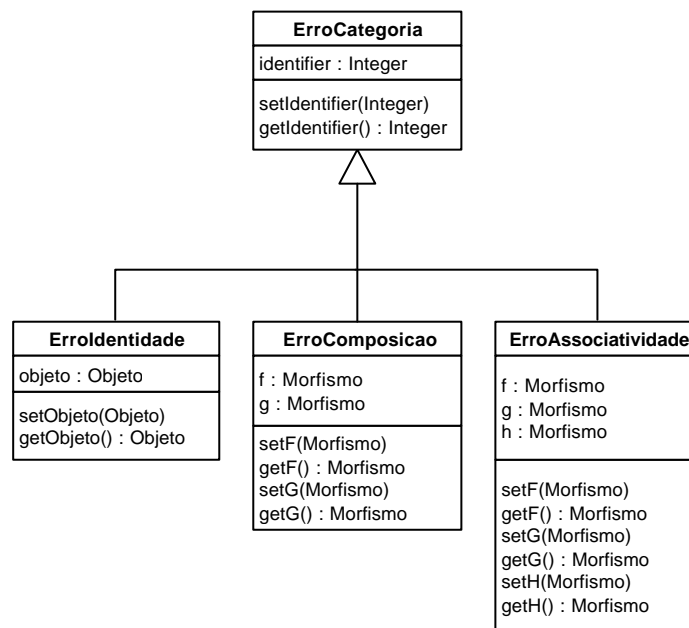 ErroCategoria
identifier : Integer
setIdentifier(Integer)
getIdentifier() : Integer
ErroIdentidade
objeto : Objeto
setObjeto(Objeto)
getObjeto() : Objeto
ErroComposicao
f : Morfismo
g : Morfismo
setF(Morfismo)
getF() : Morfismo
setG(Morfismo)
getG() : Morfismo
ErroAssociatividade
f : Morfismo
g : Morfismo
h : Morfismo
setF(Morfismo)
getF() : Morfismo
setG(Morfismo)
getG() : Morfismo
setH(Morfismo)
getH() : Morfismo